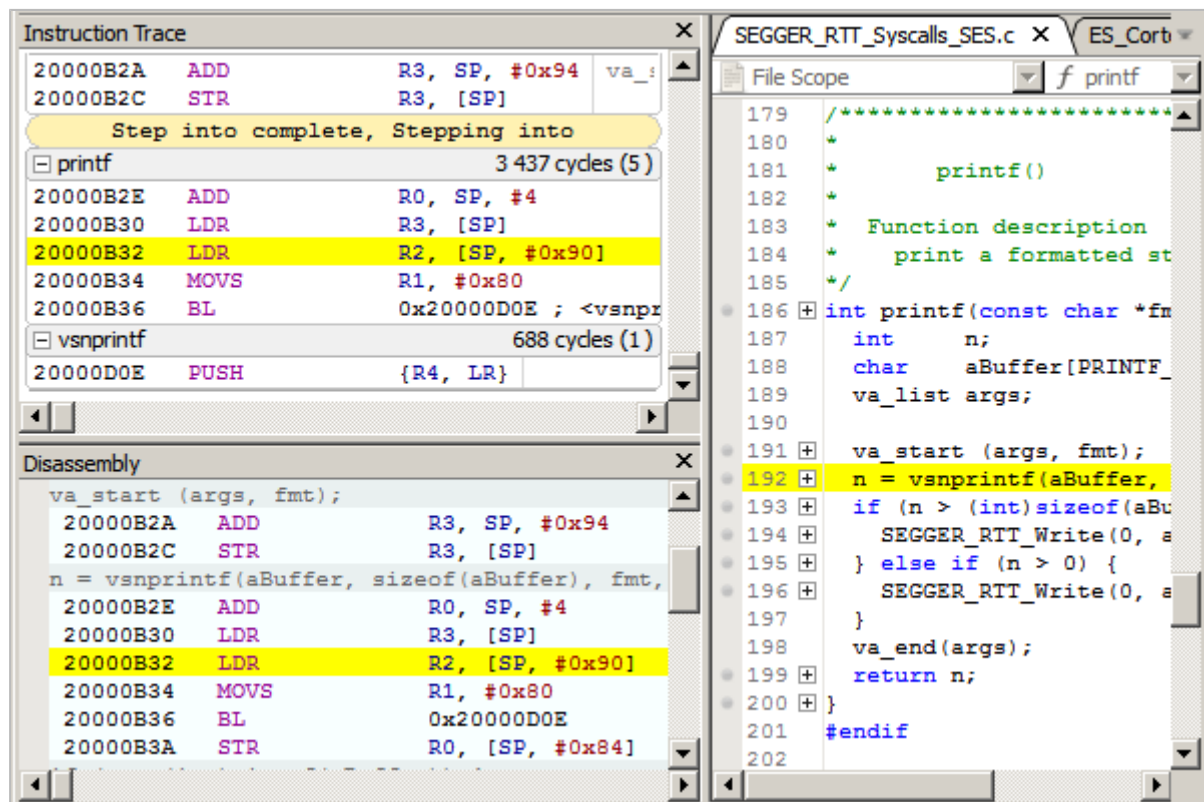 Instruction Trace
20000B2A ADD R3, SP, #0x94
20000B2C STR R3, [SP]
Step into complete, Stepping into
printf 3 437 cycles (5)
20000B2E ADD R0, SP, #4
20000B30 LDR R3, [SP]
20000B32 LDR R2, [SP, #0x90]
20000B34 MOVS R1, #0x80
20000B36 BL 0x20000D0E ; <vsnpr
vsnprintf 688 cycles (1)
20000D0E PUSH {R4, LR}
Disassembly
va_start (args, fmt);
20000B2A ADD R3, SP, #0x94
20000B2C STR R3, [SP]
n = vsnprintf(aBuffer, sizeof(aBuffer), fmt,
20000B2E ADD R0, SP, #4
20000B30 LDR R3, [SP]
20000B32 LDR R2, [SP, #0x90]
20000B34 MOVS R1, #0x80
20000B36 BL 0x20000D0E
20000B3A STR R0, [SP, #0x84]
SEGGER_RTT_Syscalls_SES.c ES_Cort
File Scope f printf
179 /**************************
180 *
181 * printf()
182 *
183 * Function description
184 * print a formatted st
185 */
186 int printf(const char *fm
187 int n;
188 char aBuffer[PRINTF_
189 va_list args;
190
191 va_start (args, fmt);
192 n = vsnprintf(aBuffer,
193 if (n > (int)sizeof(aBu
194 SEGGER_RTT_Write(0, a
195 } else if (n > 0) {
196 SEGGER_RTT_Write(0, a
197 }
198 va_end(args);
199 return n;
200 }
201 #endif
202